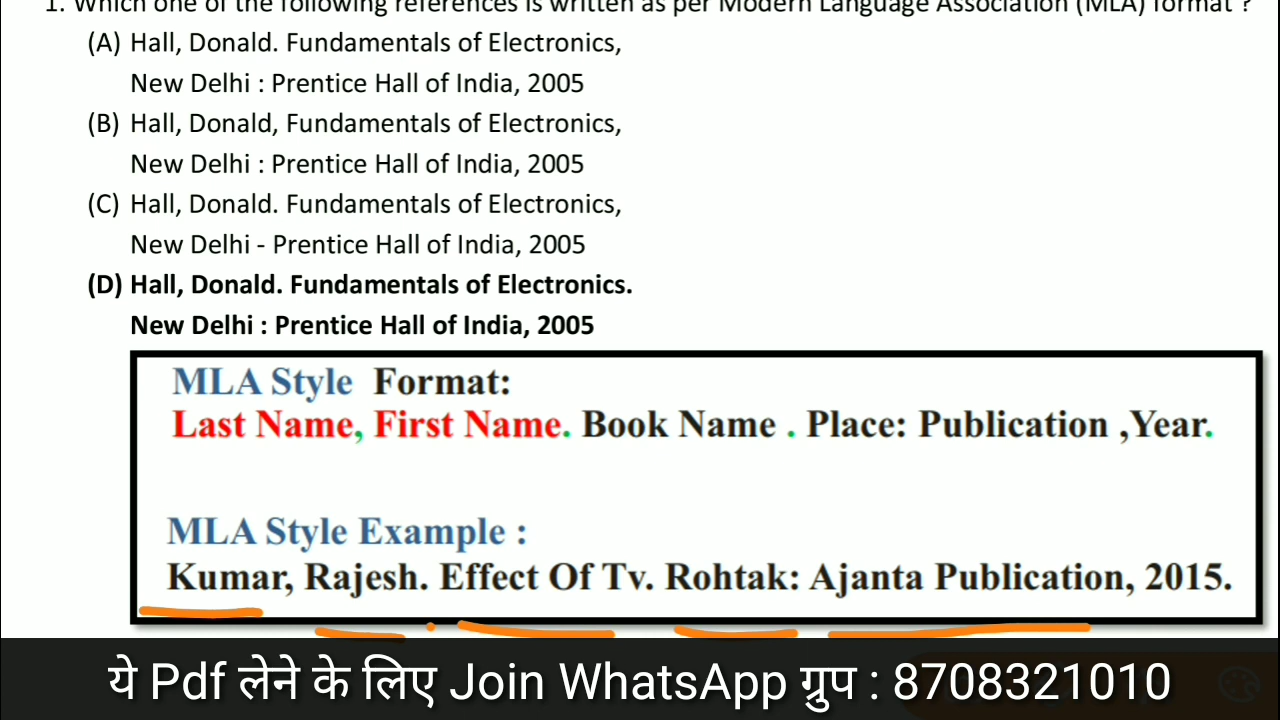 1. Which one of the following references is written as per Modern Language Association (MLA) format ?
(A) Hall, Donald. Fundamentals of Electronics,
New Delhi : Prentice Hall of India, 2005
(B) Hall, Donald, Fundamentals of Electronics,
New Delhi : Prentice Hall of India, 2005
(C) Hall, Donald. Fundamentals of Electronics,
New Delhi - Prentice Hall of India, 2005
(D) Hall, Donald. Fundamentals of Electronics.
New Delhi : Prentice Hall of India, 2005
MLA Style Format:
Last Name, First Name. Book Name . Place: Publication ,Year.
MLA Style Example :
Kumar, Rajesh. Effect Of Tv. Rohtak: Ajanta Publication, 2015.
ये Pdf लेने के लिए Join WhatsApp ग्रुप : 8708321010